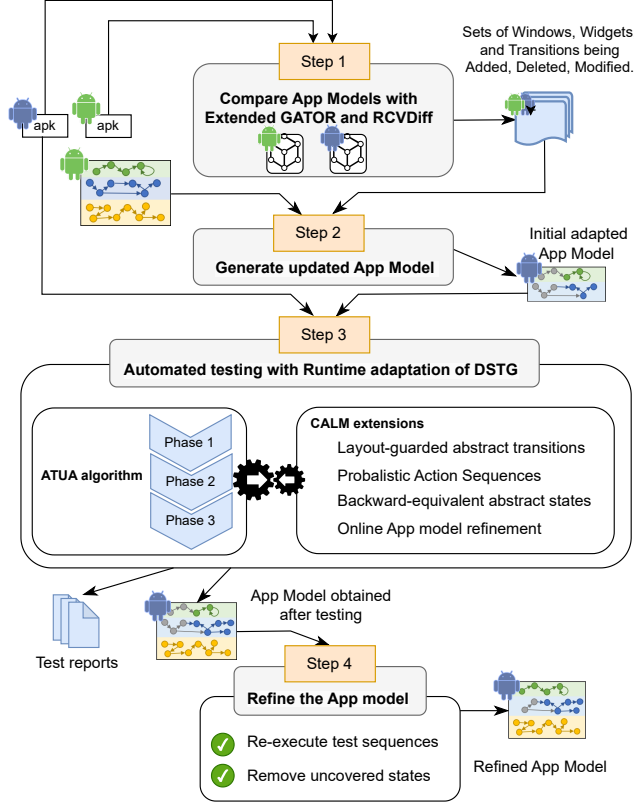 Step 1
Sets of Windows, Widgets
and Transitions being
Added, Deleted, Modified.
Compare App Models with
Extended GATOR and RCVDiff
apk
apk
Step 2
Generate updated App Model
Initial adapted
App Model
Step 3
Automated testing with Runtime adaptation of DSTG
ATUA algorithm
Phase 1
Phase 2
Phase 3
CALM extensions
Layout-guarded abstract transitions
Probalistic Action Sequences
Backward-equivalent abstract states
Online App model refinement
Test reports
App Model obtained
after testing
Step 4
Refine the App model
Re-execute test sequences
Remove uncovered states
Refined App Model